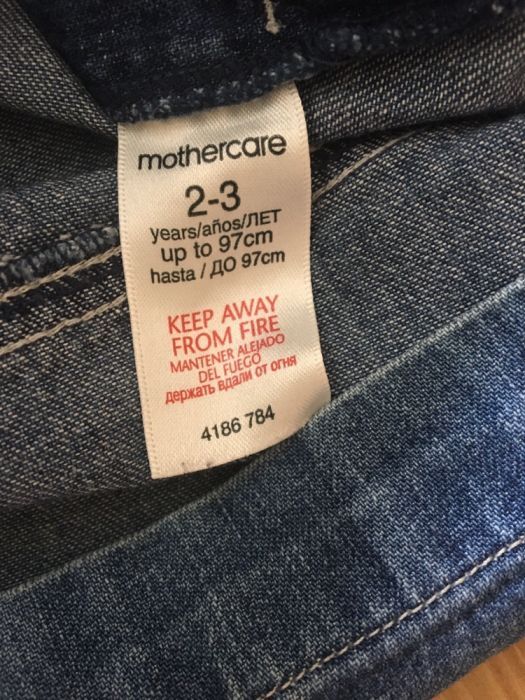 mothercare
2-3
years/años/ЛЕТ
up to 97cm
hasta / ДО 97cm
KEEP AWAY
FROM FIRE
MANTENER ALEJADO
DEL FUEGO
держать вдали от огня
4186 784